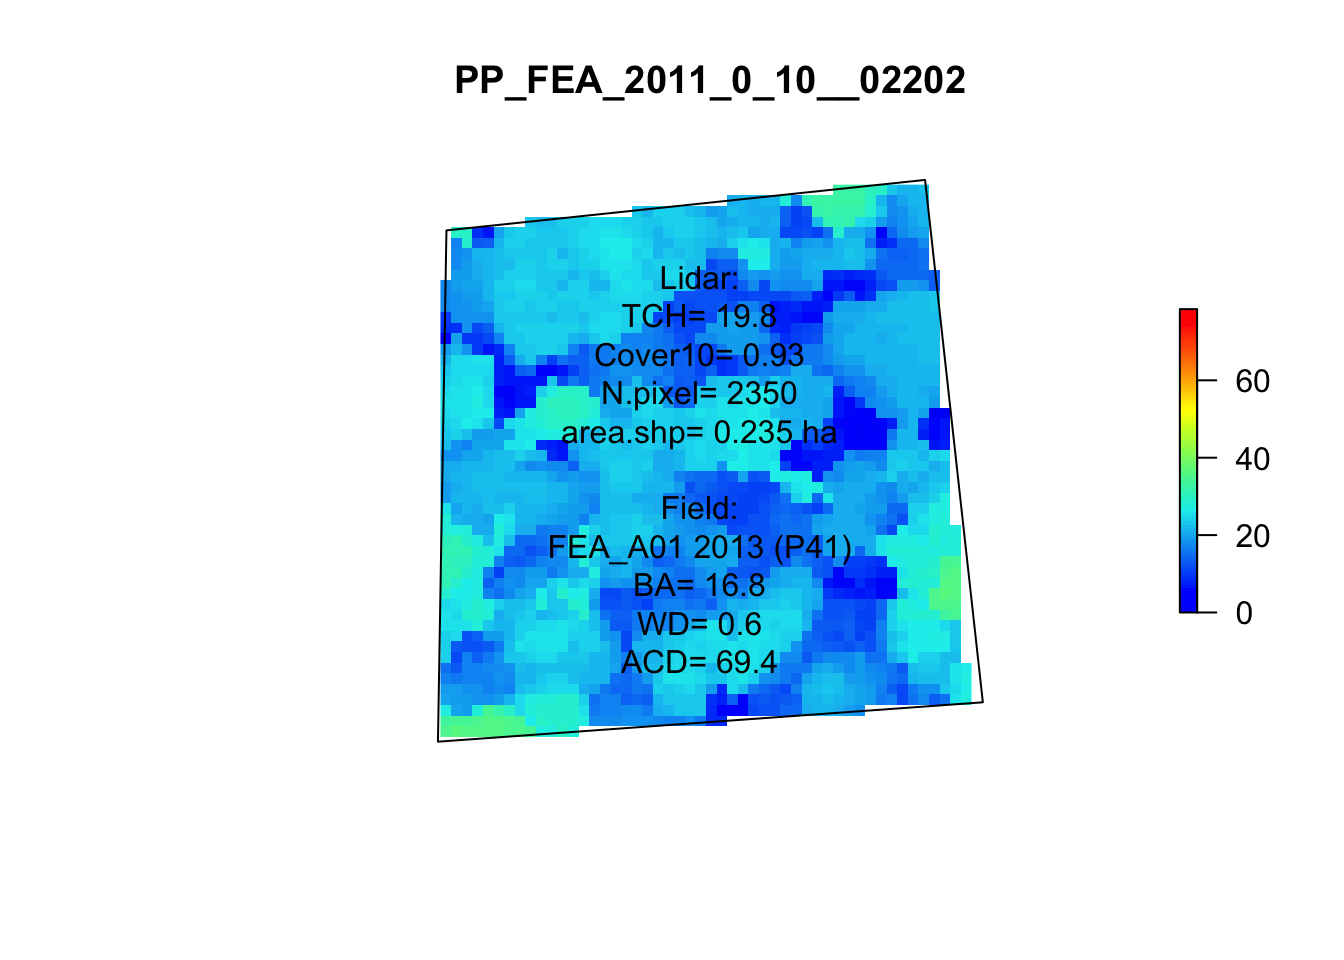 PP_FEA_2011_0_10__02202
Lidar:
TCH= 19.8
Cover10= 0.93
N.pixel= 2350
area.shp= 0.235 ha
Field:
FEA_A01 2013 (P41)
BA= 16.8
WD= 0.6
ACD= 69.4
60
40
20
0